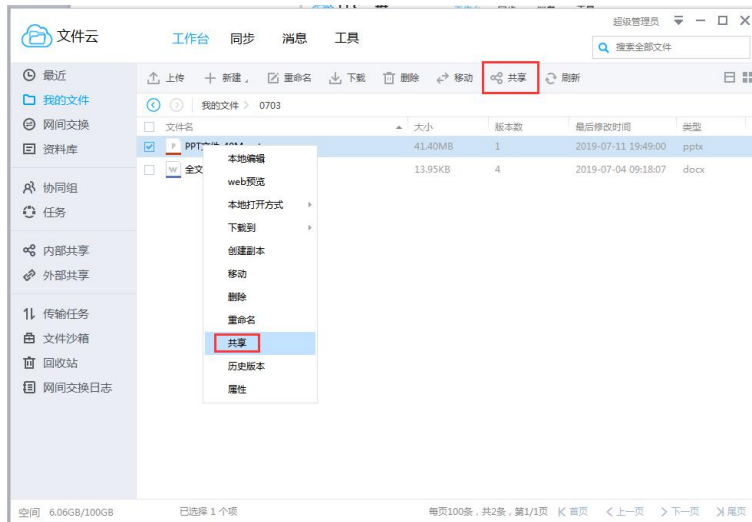 超级管理员
文件云
工作台 同步 消息 工具
搜索全部文件
最近
上传 新建 重命名 下载 删除 移动 共享 刷新
我的文件
我的文件 > 0703
网间交换
文件名 大小 版本数 最后修改时间 类型
资料库
41.40MB 1 2019-07-11 19:49:00 pptx
本地编辑
全文 13.95KB 4 2019-07-04 09:18:07 docx
web预览
协同组
本地打开方式
任务
下载到
创建副本
内部共享
移动
外部共享
删除
传输任务
重命名
文件沙箱
共享
回收站
历史版本
网间交换日志
属性
空间 6.06GB/100GB 已选择 1 个项 每页100条，共2条，第1/1页 首页 <上一页 >下一页 尾页